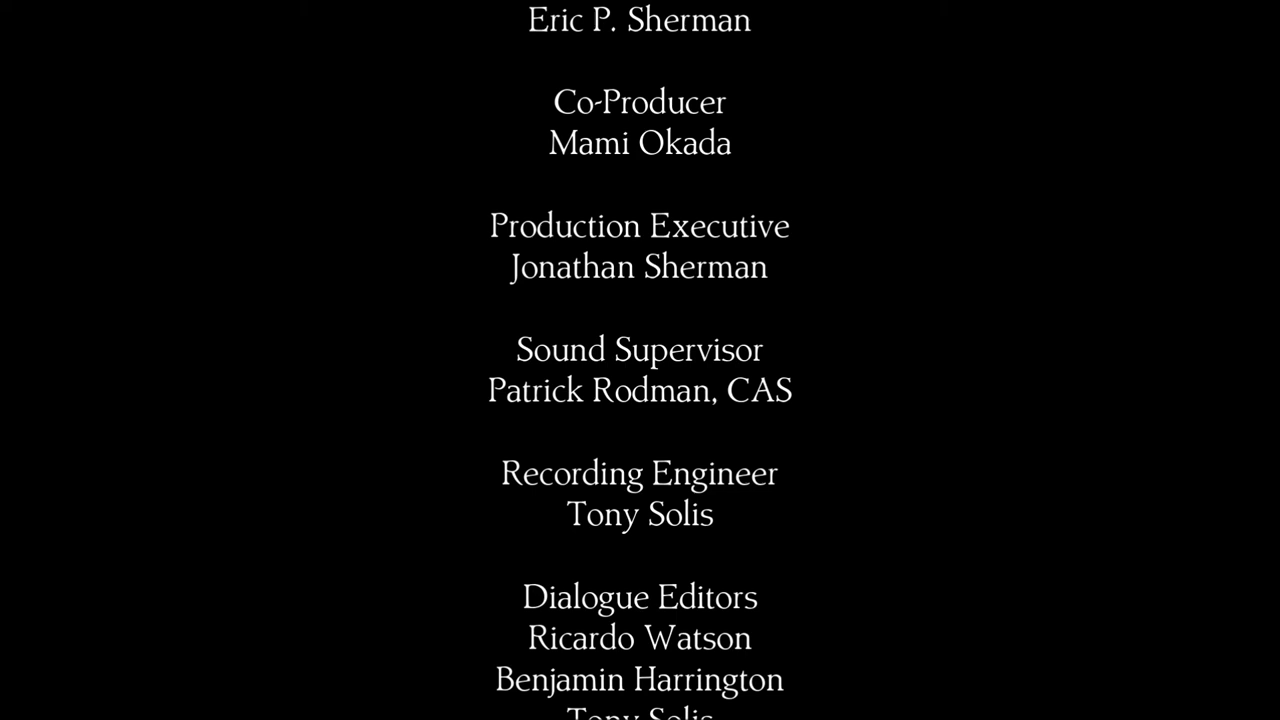 Eric P. Sherman
Co-Producer
Mami Okada
Production Executive
Jonathan Sherman
Sound Supervisor
Patrick Rodman, CAS
Recording Engineer
Tony Solis
Dialogue Editors
Ricardo Watson
Benjamin Harrington
Tony Solis